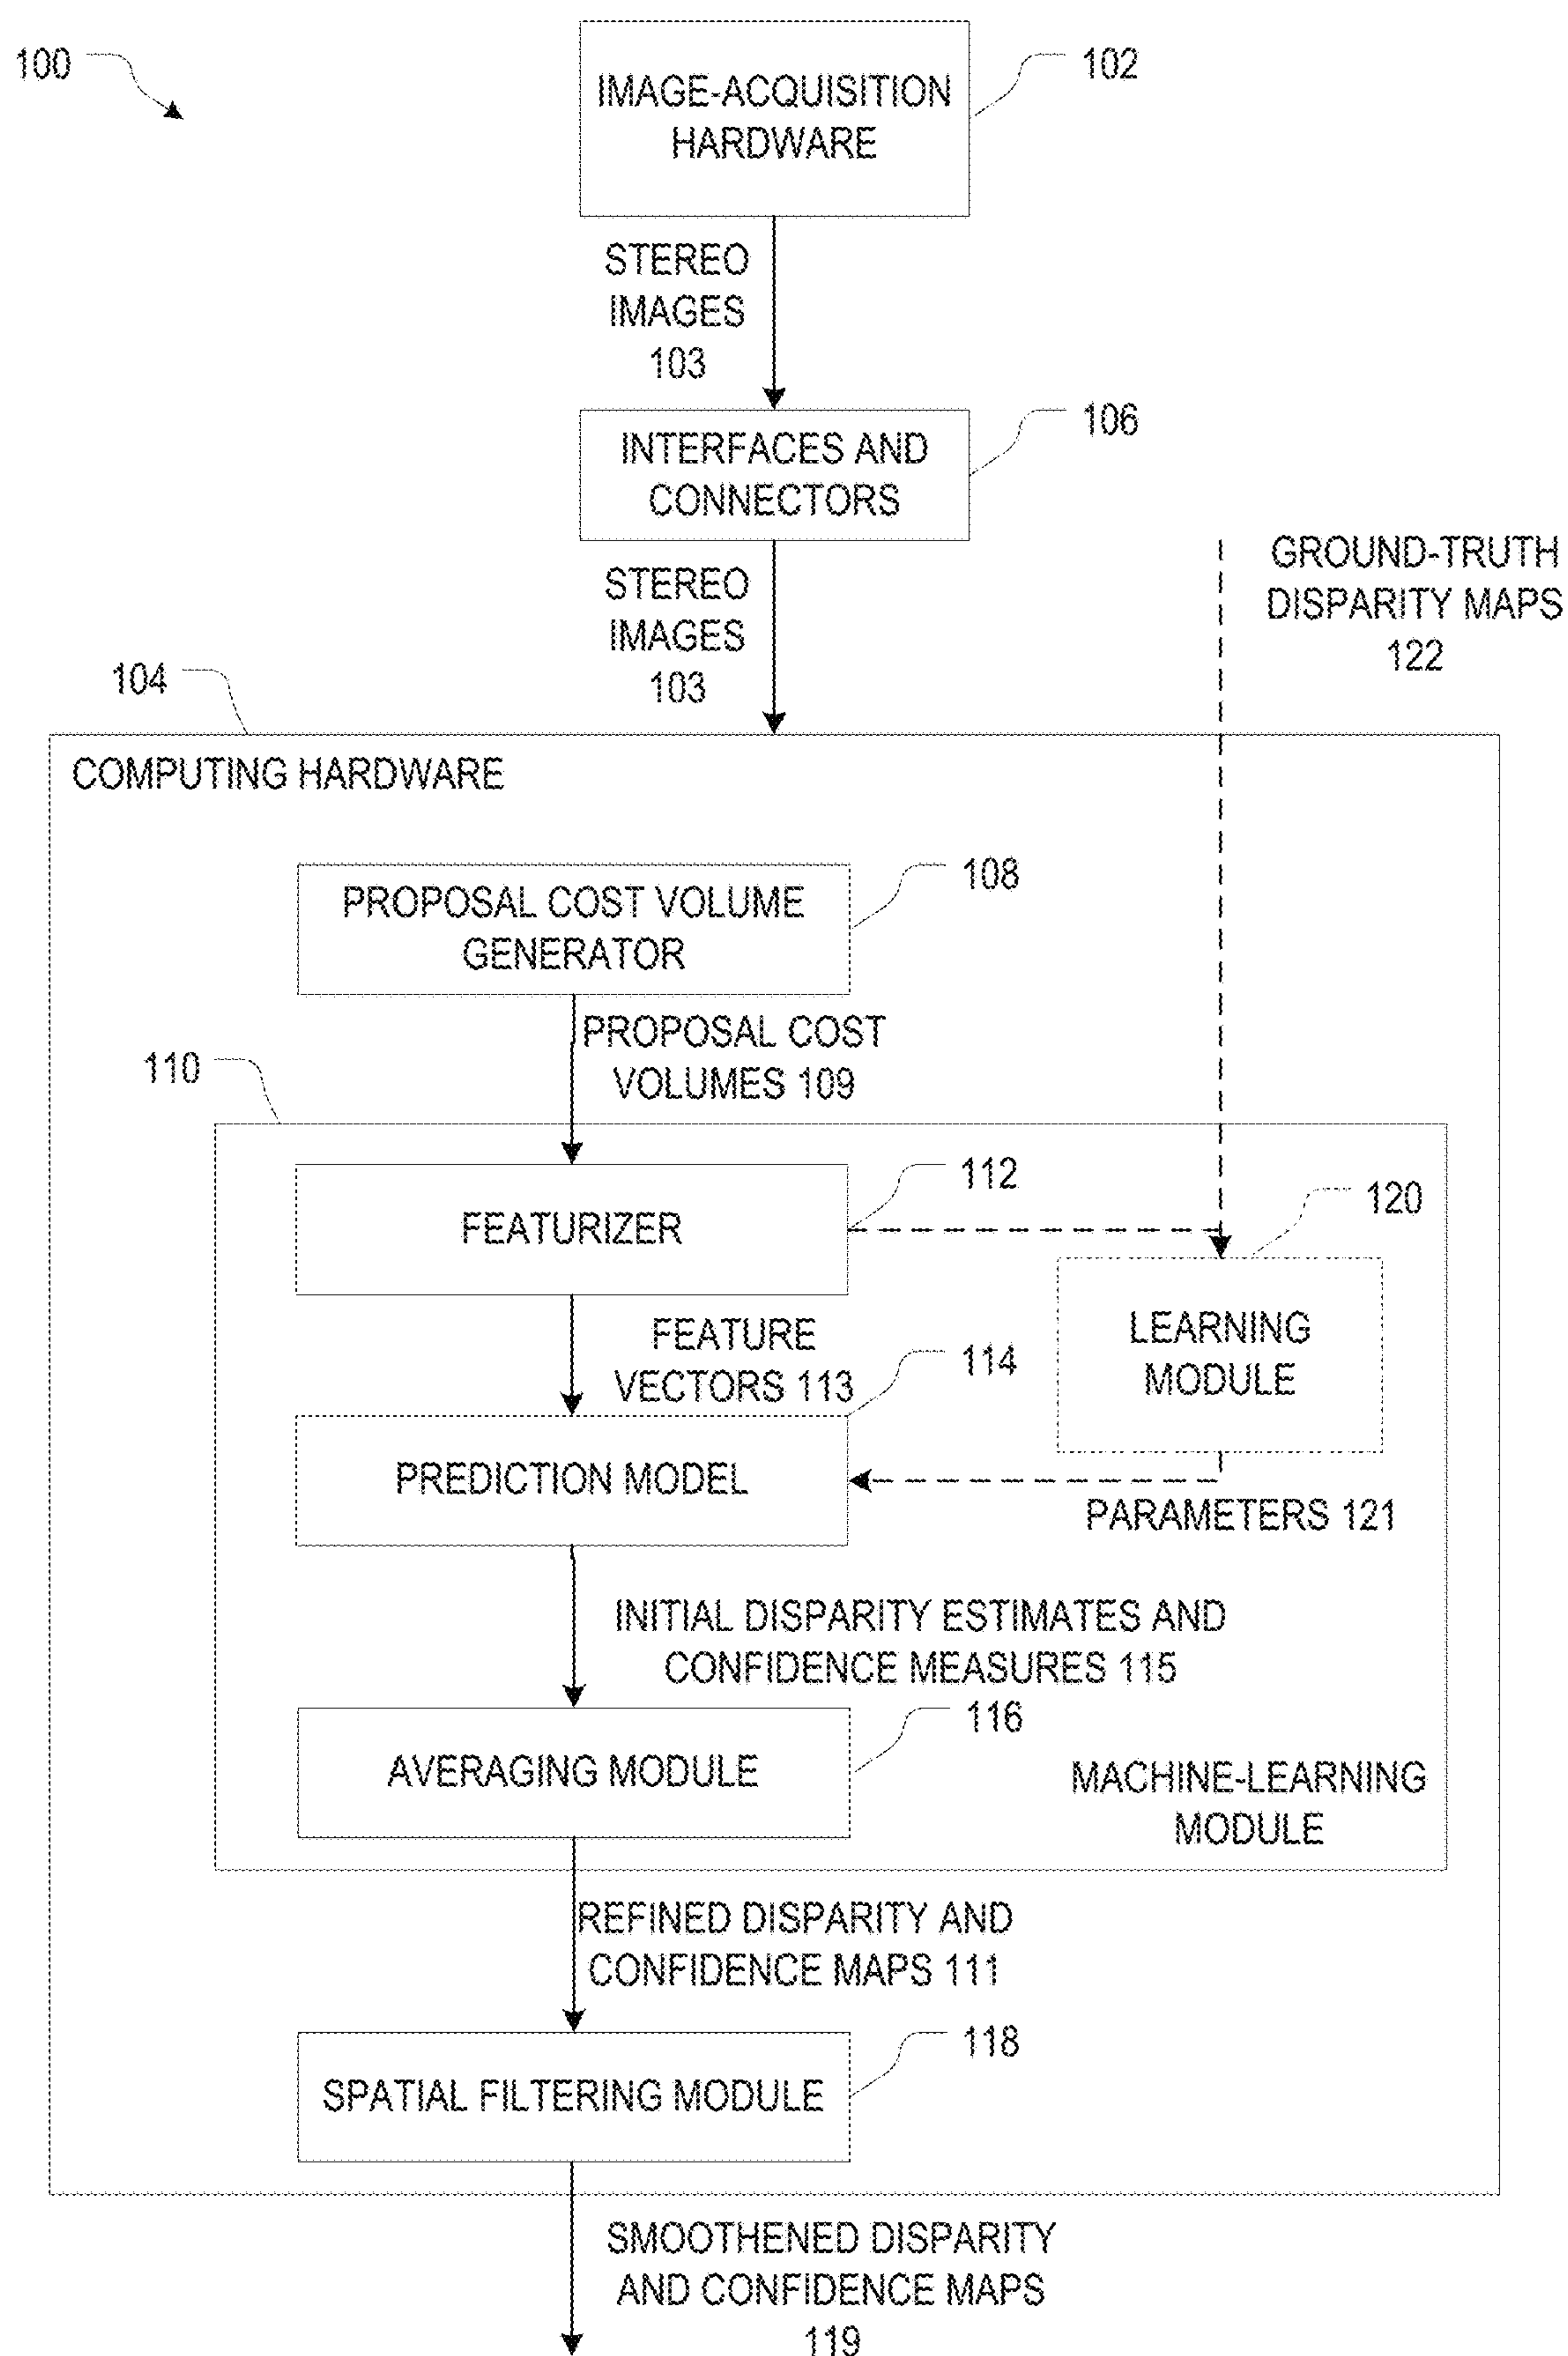 100
IMAGE-ACQUISITION
HARDWARE
102
STEREO
IMAGES
103
INTERFACES AND
CONNECTORS
106
STEREO
IMAGES
103
GROUND-TRUTH
DISPARITY MAPS
122
104
COMPUTING HARDWARE
PROPOSAL COST VOLUME
GENERATOR
108
PROPOSAL COST
VOLUMES 109
110
FEATURIZER
112
120
LEARNING
MODULE
FEATURE
VECTORS 113
114
PREDICTION MODEL
PARAMETERS 121
INITIAL DISPARITY ESTIMATES AND
CONFIDENCE MEASURES 115
116
AVERAGING MODULE
MACHINE-LEARNING
MODULE
REFINED DISPARITY AND
CONFIDENCE MAPS 111
118
SPATIAL FILTERING MODULE
SMOOTHENED DISPARITY
AND CONFIDENCE MAPS
119